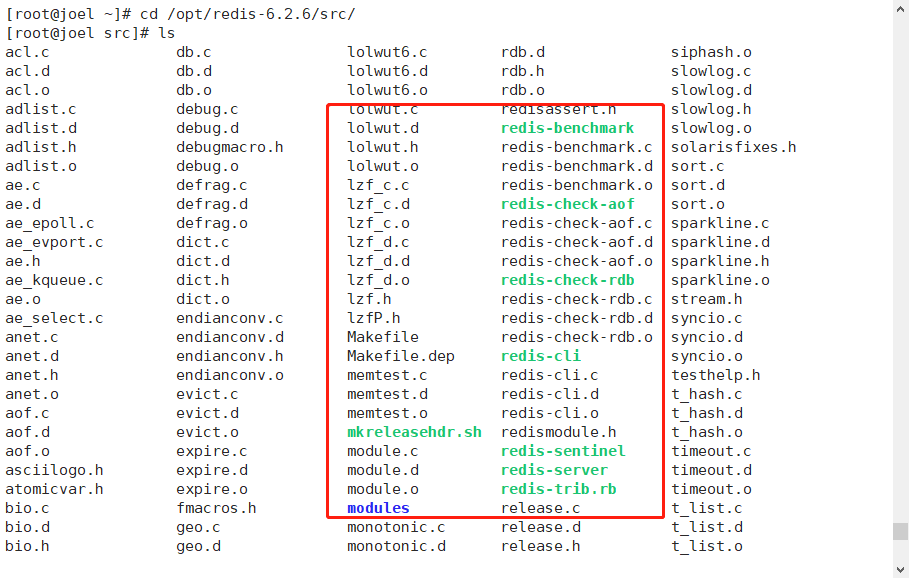 [root@joel ~]# cd /opt/redis-6.2.6/src/
[root@joel src]# ls
acl.c db.c lolwut6.c rdb.d siphash.o
acl.d db.d lolwut6.d rdb.h slowlog.c
acl.o db.o lolwut6.o rdb.o slowlog.d
adlist.c debug.c lolwut.c redisassert.h slowlog.h
adlist.d debug.d lolwut.d redis-benchmark slowlog.o
adlist.h debugmacro.h lolwut.h redis-benchmark.c solarisfixes.h
adlist.o debug.o lolwut.o redis-benchmark.d sort.c
ae.c defrag.c lzf_c.c redis-benchmark.o sort.d
ae.d defrag.d lzf_c.d redis-check-aof sort.o
ae_epoll.c defrag.o lzf_c.o redis-check-aof.c sparkline.c
ae_evport.c dict.c lzf_d.c redis-check-aof.d sparkline.d
ae.h dict.d lzf_d.d redis-check-aof.o sparkline.h
ae_kqueue.c dict.h lzf_d.o redis-check-rdb sparkline.o
ae.o dict.o lzf.h redis-check-rdb.c stream.h
ae_select.c endianconv.c lzfP.h redis-check-rdb.d syncio.c
anet.c endianconv.d Makefile redis-check-rdb.o syncio.d
anet.d endianconv.h Makefile.dep redis-cli syncio.o
anet.h endianconv.o memtest.c redis-cli.c testhelp.h
anet.o evict.c memtest.d redis-cli.d t_hash.c
aof.c evict.d memtest.o redis-cli.o t_hash.d
aof.d evict.o mkreleasehdr.sh redismodule.h t_hash.o
aof.o expire.c module.c redis-sentinel timeout.c
asciilogo.h expire.d module.d redis-server timeout.d
atomicvar.h expire.o module.o redis-trib.rb timeout.o
bio.c fmacros.h modules release.c t_list.c
bio.d geo.c monotonic.c release.d t_list.d
bio.h geo.d monotonic.d release.h t_list.o